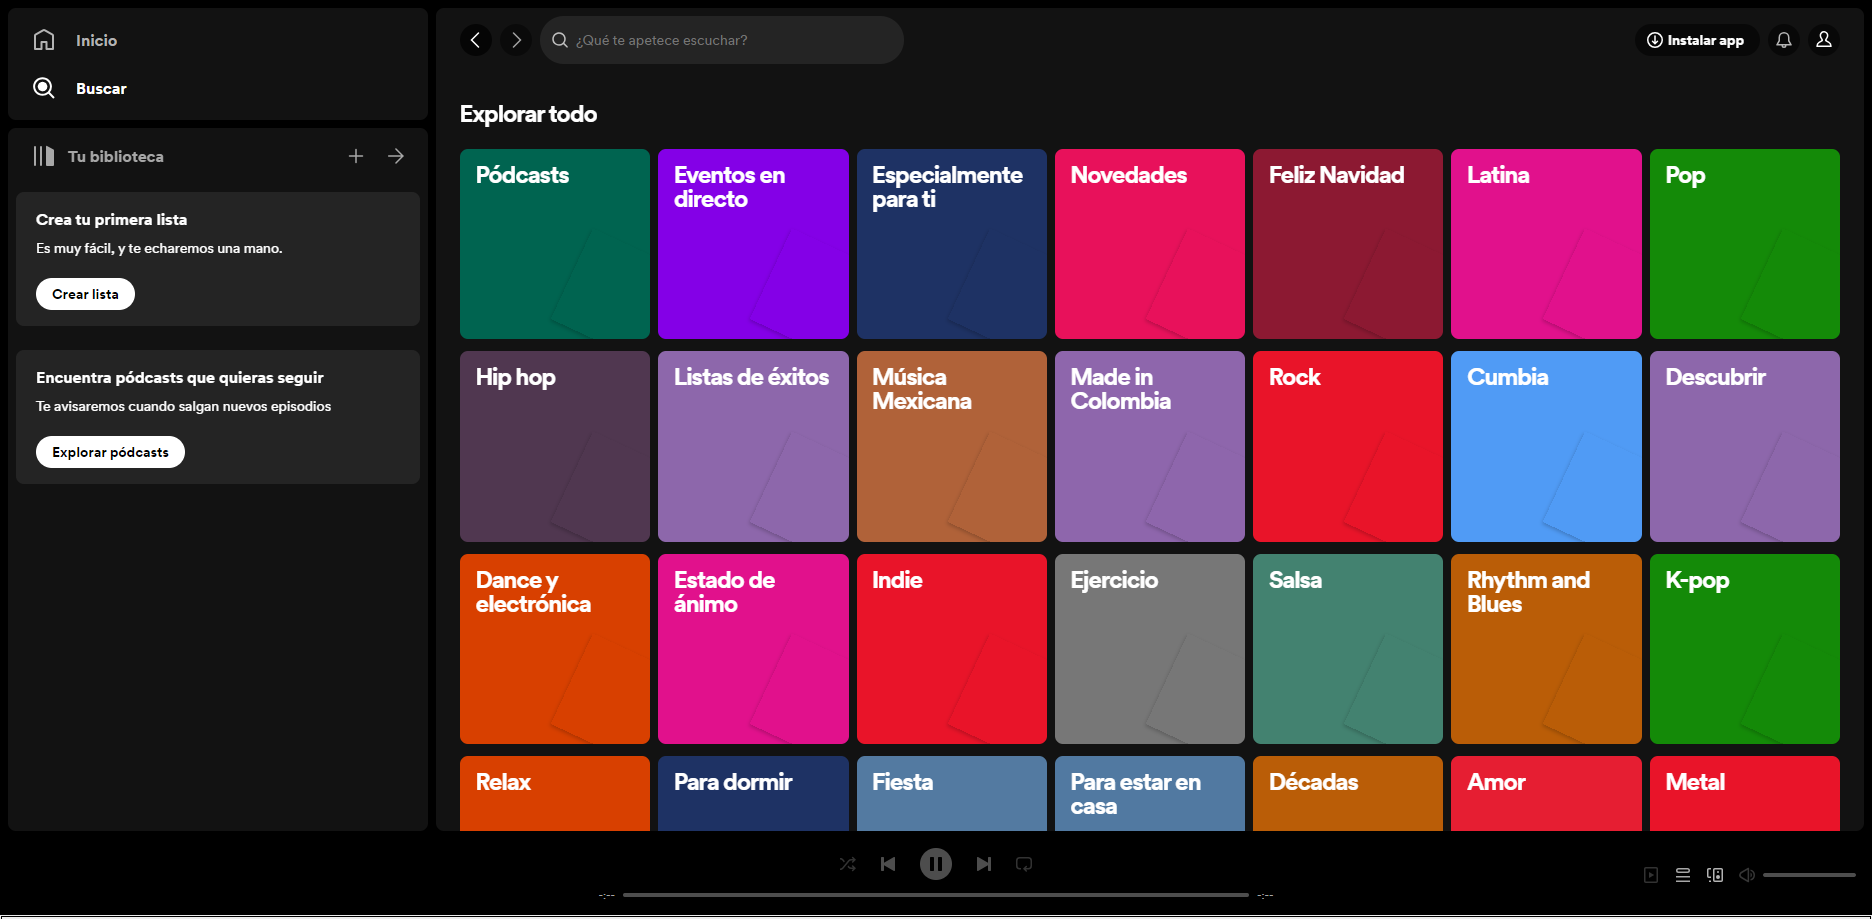 Inicio
Buscar
Tu biblioteca
Crea tu primera lista
Es muy fácil, y te echaremos una mano.
Crear lista
Encuentra pódcasts que quieras seguir
Te avisaremos cuando salgan nuevos episodios
Explorar pódcasts
¿Qué te apetece escuchar?
Instalar app
Explorar todo
Pódcasts
Eventos en
directo
Especialmente
para ti
Novedades
Feliz Navidad
Latina
Pop
Hip hop
Listas de éxitos
Música
Mexicana
Made in
Colombia
Rock
Cumbia
Descubrir
Dance y
electrónica
Estado de
ánimo
Indie
Ejercicio
Salsa
Rhythm and
Blues
K-pop
Relax
Para dormir
Fiesta
Para estar en
casa
Décadas
Amor
Metal
-:--
-:--